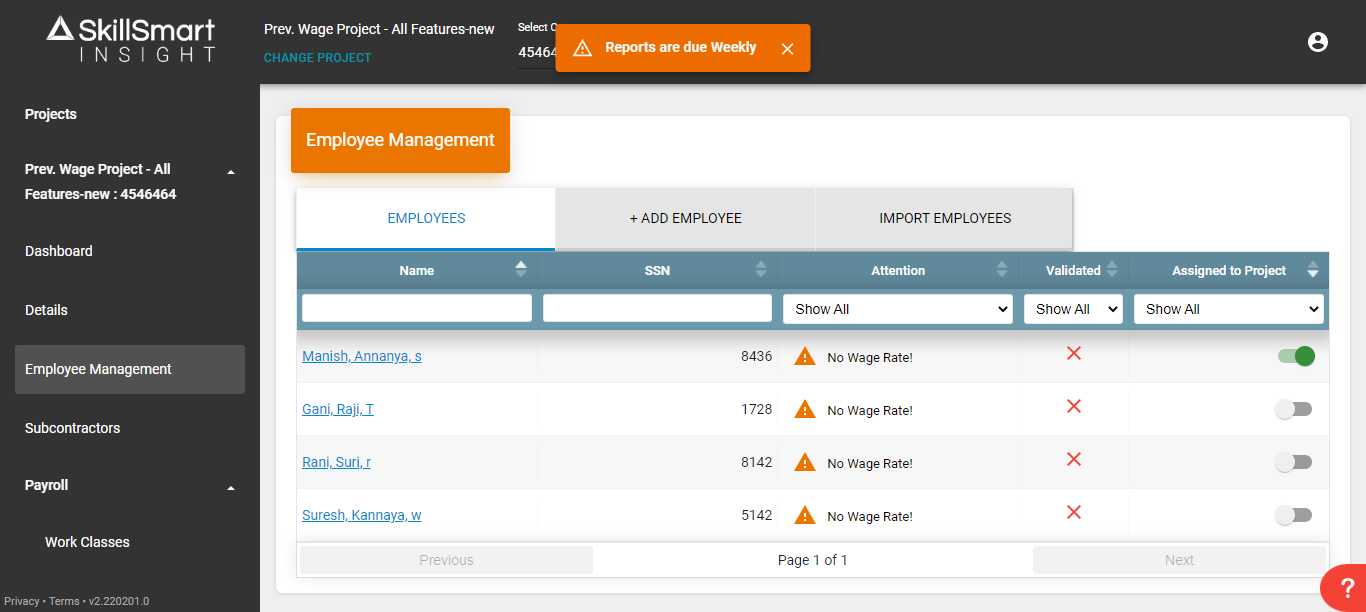 SkillSmart
INSIGHT
Prev. Wage Project - All Features-new
CHANGE PROJECT
Select C
45464
Reports are due Weekly
Projects
Prev. Wage Project - All
Features-new : 4546464
Dashboard
Details
Employee Management
Subcontractors
Payroll
Work Classes
Privacy • Terms • v2.220201.0
Employee Management
EMPLOYEES
+ ADD EMPLOYEE
IMPORT EMPLOYEES
Name SSN Attention Validated Assigned to Project
Show All Show All Show All
Manish, Annanya, s 8436 No Wage Rate!
Gani, Raji, T 1728 No Wage Rate!
Rani, Suri, r 8142 No Wage Rate!
Suresh, Kannaya, w 5142 No Wage Rate!
Previous Page 1 of 1 Next
?